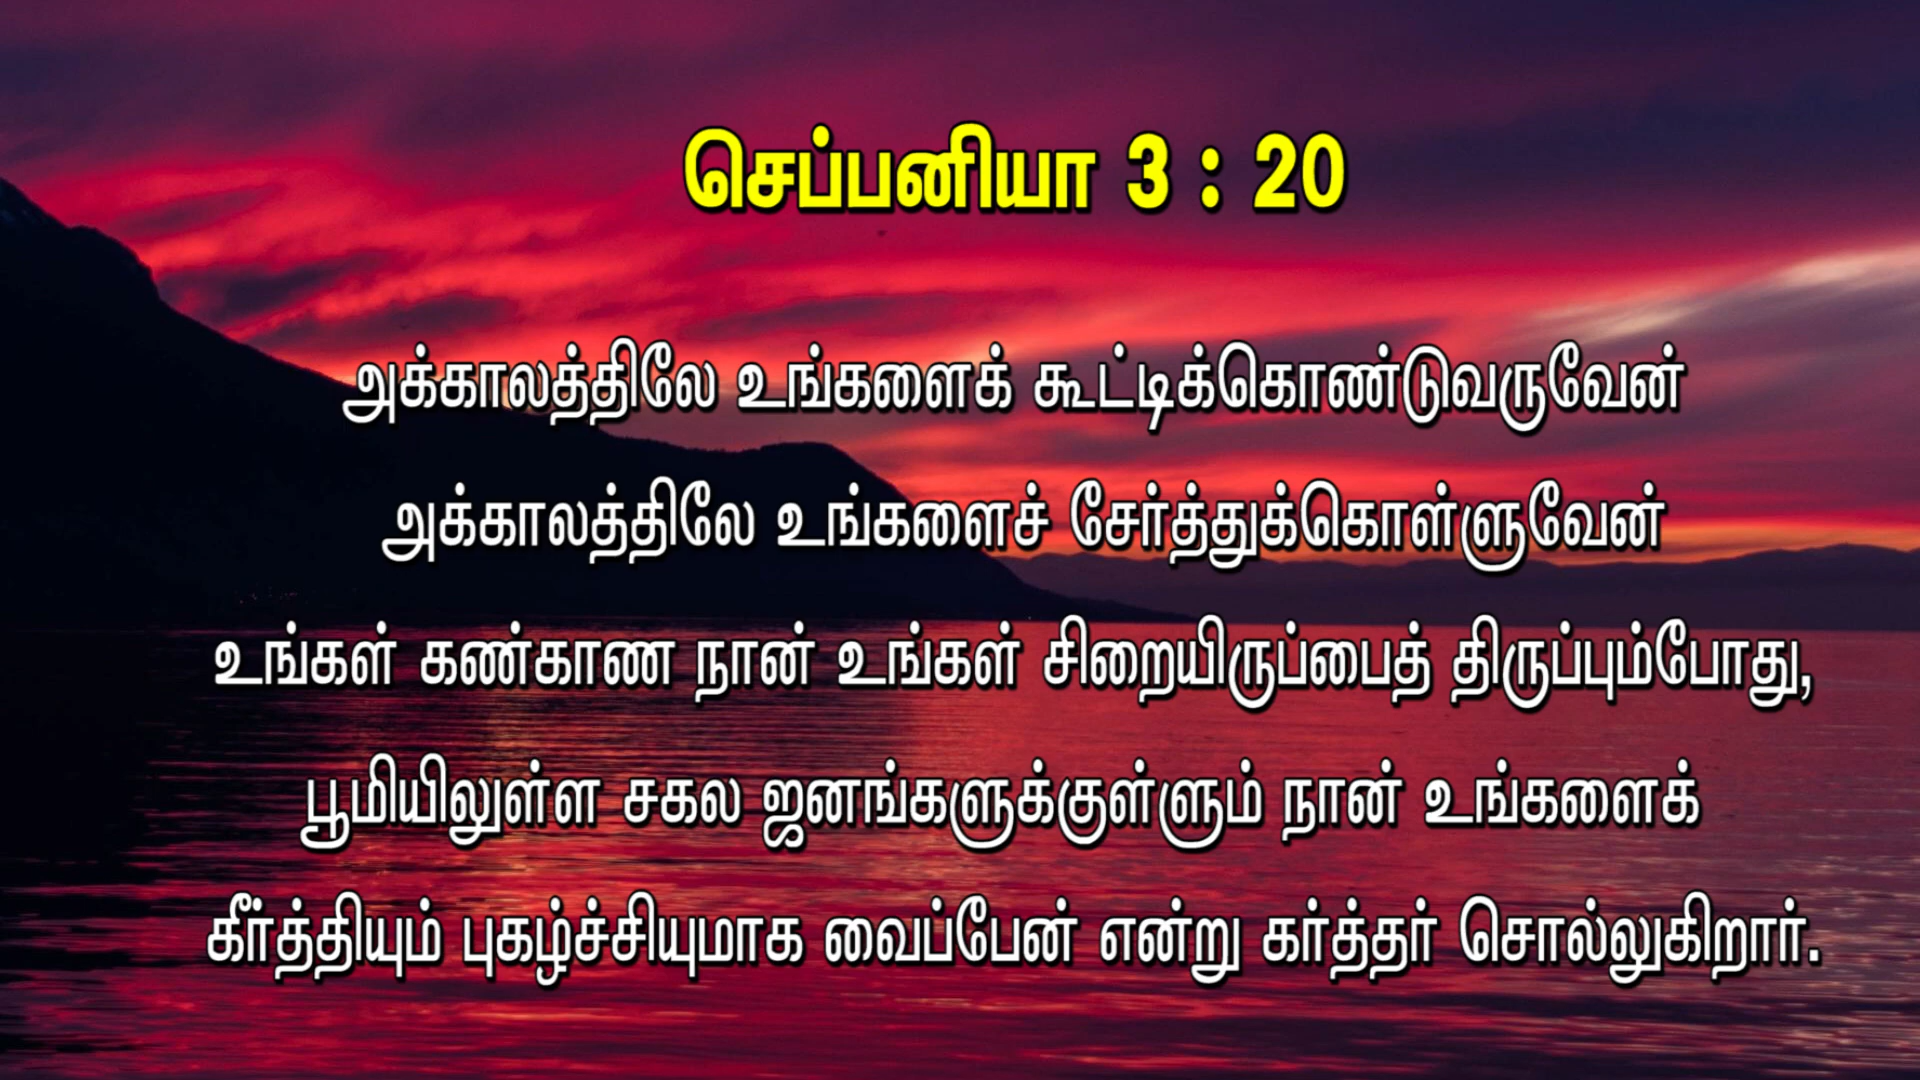 செப்பனியா 3 : 20
அக்காலத்திலே உங்களைக் கூட்டிக்கொண்டுவருவேன்
அக்காலத்திலே உங்களைச் சேர்த்துக்கொள்ளுவேன்
உங்கள் கண்காண நான் உங்கள் சிறையிருப்பைத் திருப்பும்போது,
பூமியிலுள்ள சகல ஜனங்களுக்குள்ளும் நான் உங்களைக்
கீர்த்தியும் புகழ்ச்சியுமாக வைப்பேன் என்று கர்த்தர் சொல்லுகிறார்.